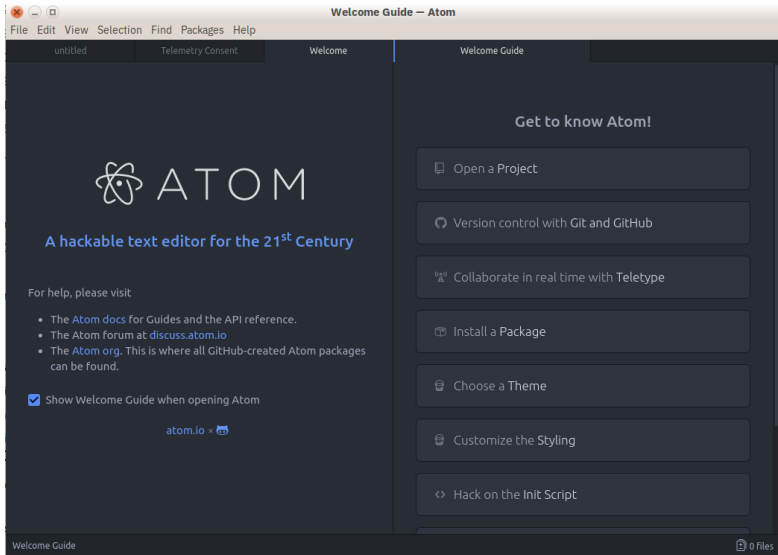 Welcome Guide — Atom
File Edit View Selection Find Packages Help
untitled
Telemetry Consent
Welcome
Welcome Guide
ATOM
A hackable text editor for the 21st Century
For help, please visit
The Atom docs for Guides and the API reference.
The Atom forum at discuss.atom.io
The Atom org. This is where all GitHub-created Atom packages
can be found.
Show Welcome Guide when opening Atom
atom.io ×
Get to know Atom!
Open a Project
Version control with Git and GitHub
Collaborate in real time with Teletype
Install a Package
Choose a Theme
Customize the Styling
Hack on the Init Script
Welcome Guide
0 files